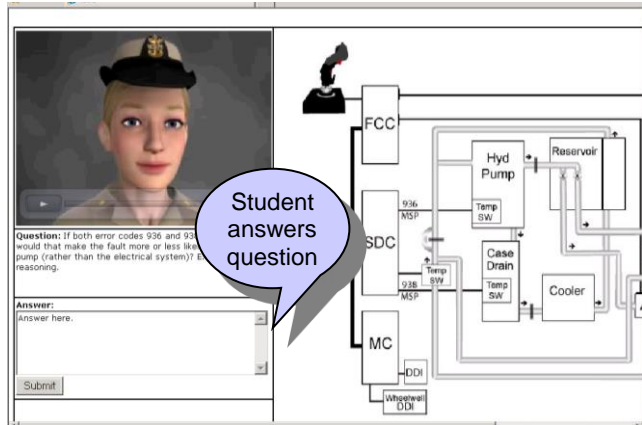 Question: If both error codes 936 and
would that make the fault more or less
pump (rather than the electrical system)?
reasoning.
Student
answers
question
Answer:
Answer here.
Submit
FCC
SDC
MC
936
MSP
938
MSP
Temp
SW
Hyd
Pump
Temp
SW
Case
Drain
Temp
SW
Reservoir
Cooler
DDI
Wheelwell
DDI